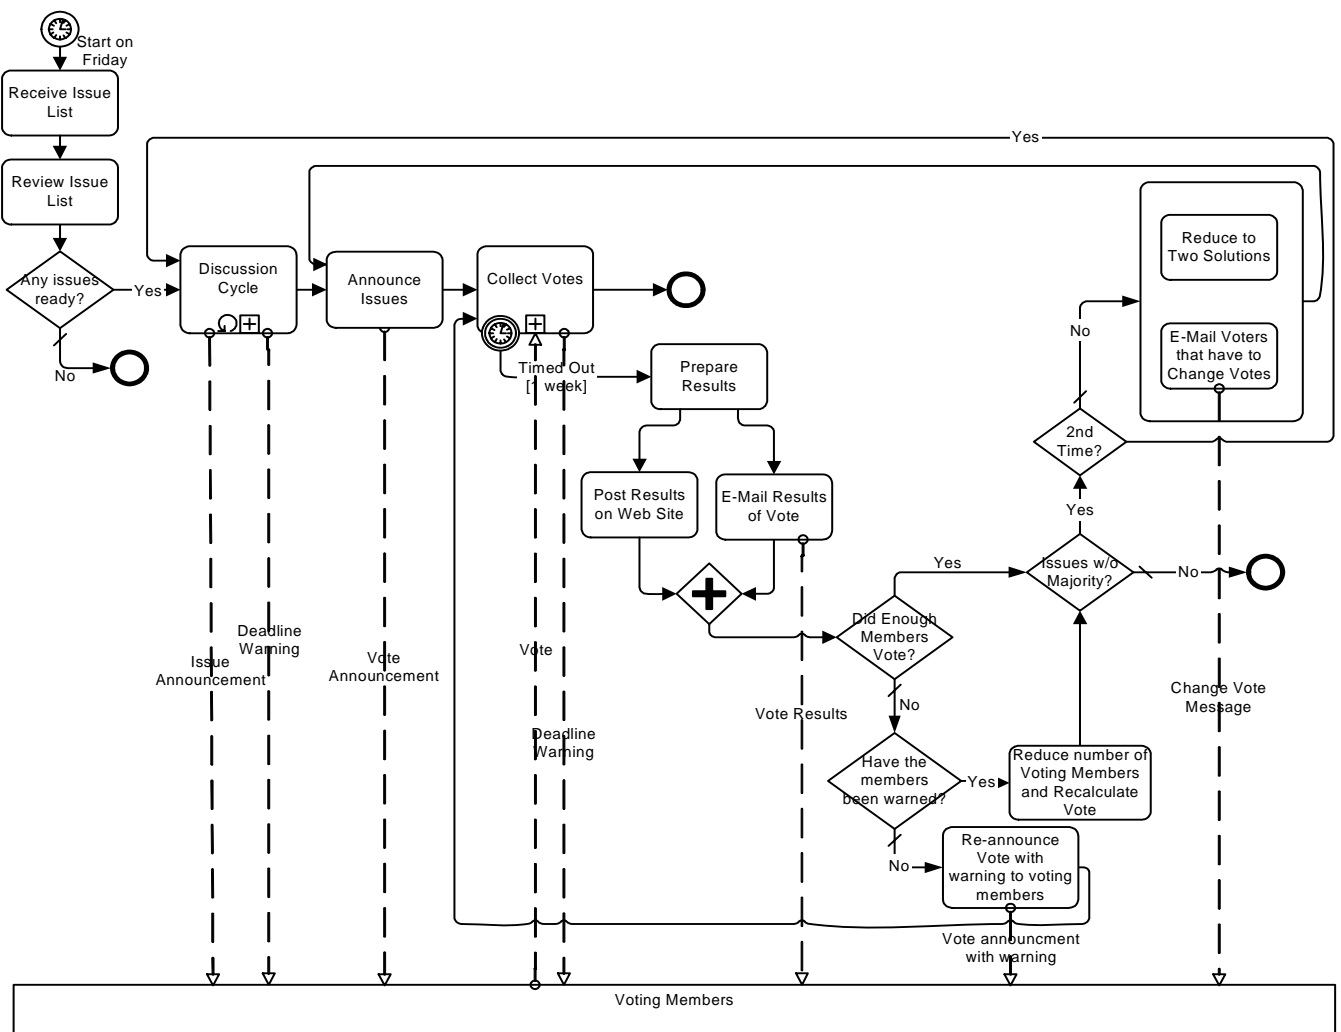 Start on
Friday
Receive Issue
List
Review Issue
List
Any issues
ready?
Yes
No
Discussion
Cycle
Announce
Issues
Collect Votes
Timed Out
[1 week]
Prepare
Results
Post Results
on Web Site
E-Mail Results
of Vote
Did Enough
Members
Vote?
Yes
No
Have the
members
been warned?
Yes
No
Reduce number of
Voting Members
and Recalculate
Vote
Re-announce
Vote with
warning to voting
members
Issues w/o
Majority?
Yes
No
2nd
Time?
No
Yes
Reduce to
Two Solutions
E-Mail Voters
that have to
Change Votes
Issue
Announcement
Deadline
Warning
Vote
Announcement
Vote
Deadline
Warning
Vote Results
Vote announcment
with warning
Change Vote
Message
Voting Members